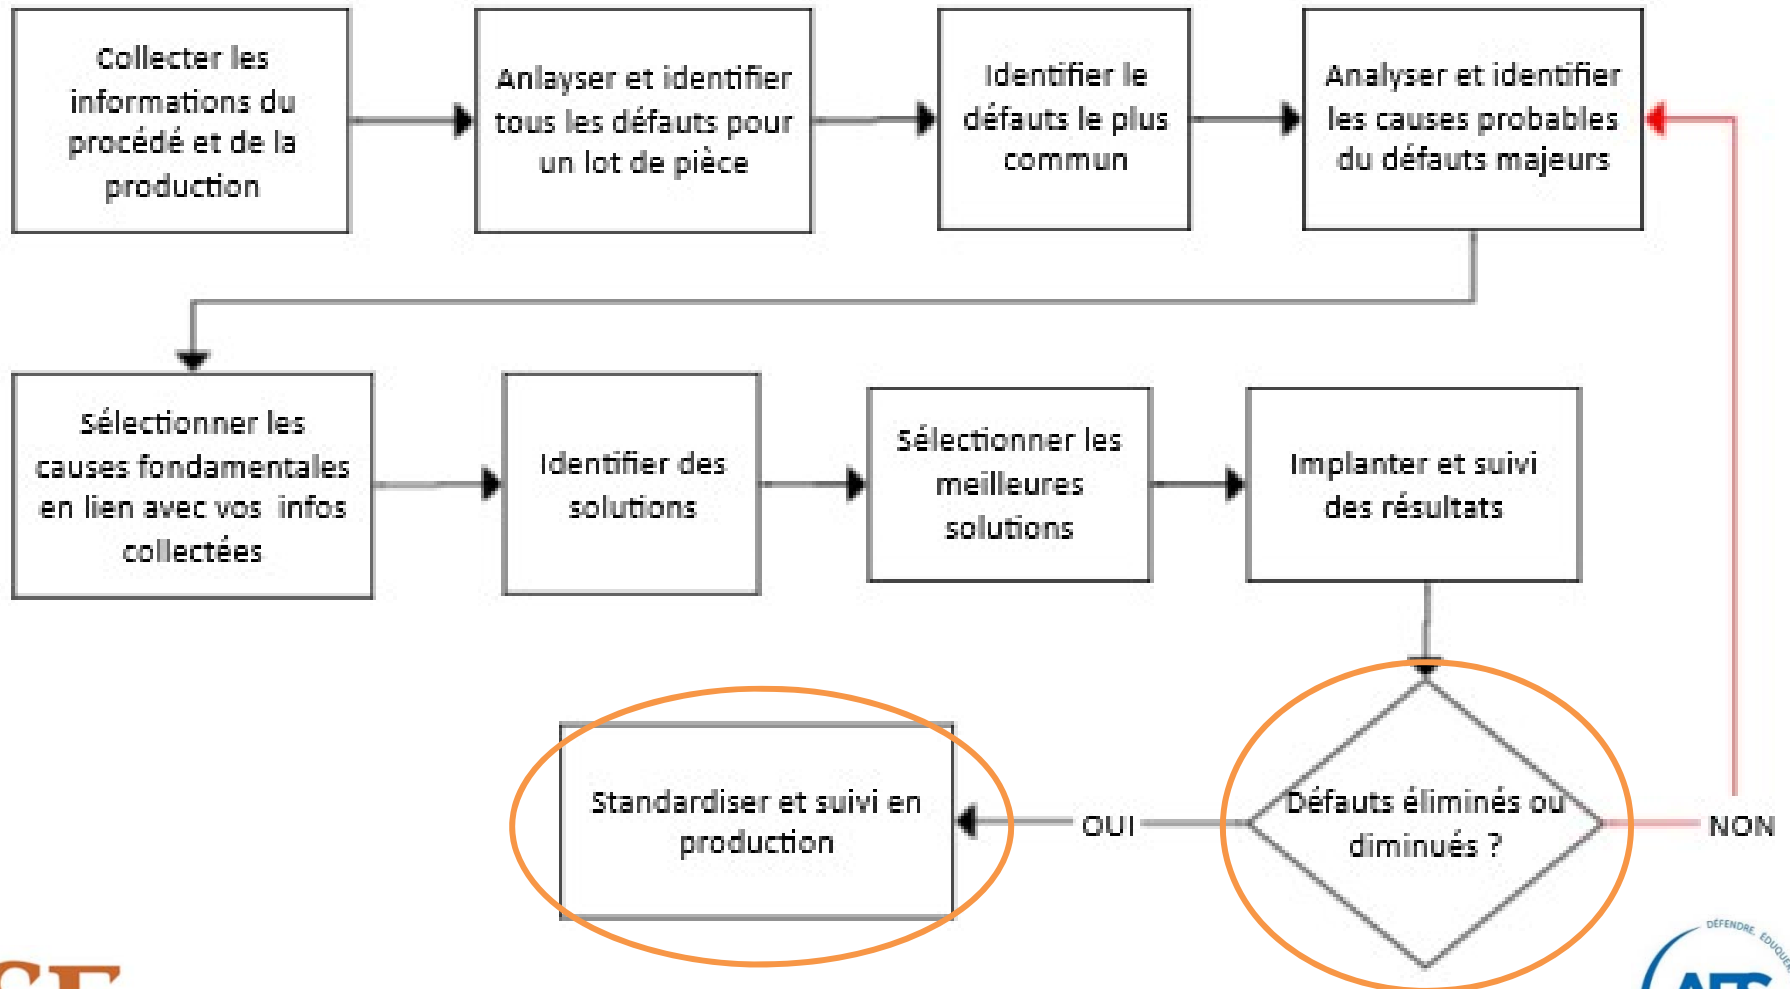 Collecter les
informations du
procédé et de la
production
Anlayser et identifier
tous les défauts pour
un lot de pièce
Identifier le
défauts le plus
commun
Analyser et identifier
les causes probables
du défauts majeurs
Sélectionner les
causes fondamentales
en lien avec vos infos
collectées
Identifier des
solutions
Sélectionner les
meilleures
solutions
Implanter et suivi
des résultats
Standardiser et suivi en
production
OUI
Défauts éliminés ou
diminués ?
NON
DÉFENDRE. ÉDUQUER
AFS